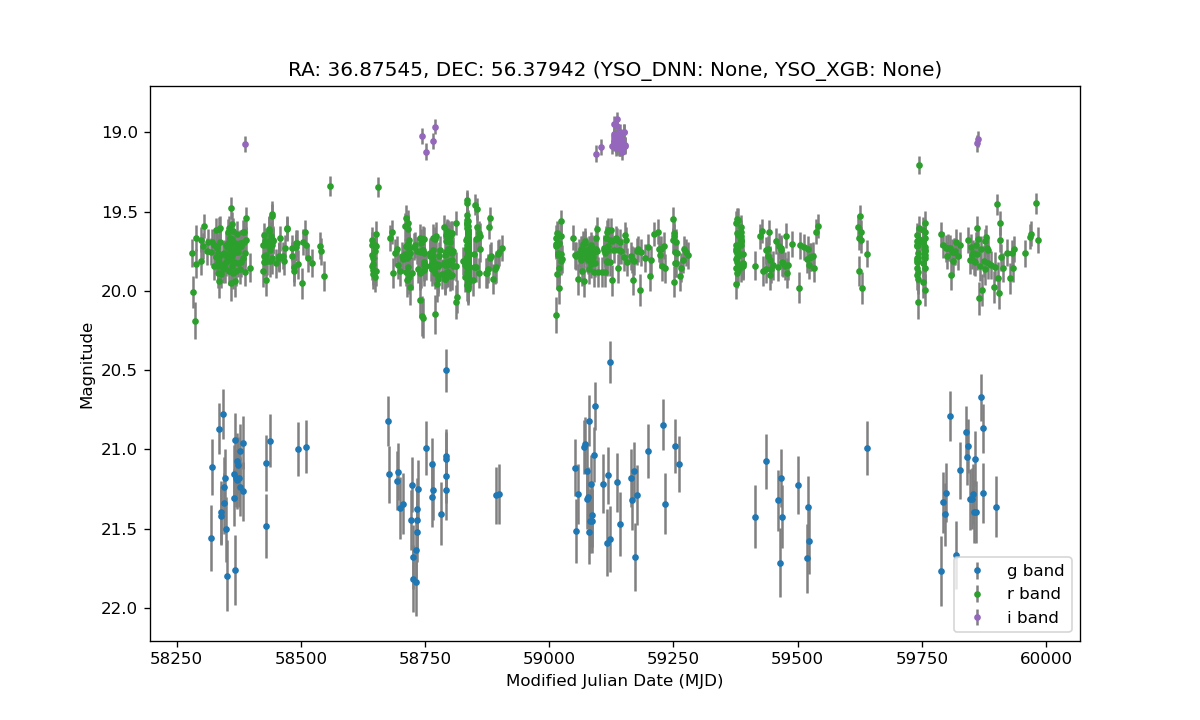 RA: 36.87545, DEC: 56.37942 (YSO_DNN: None, YSO_XGB: None)
Magnitude
19.0
19.5
20.0
20.5
21.0
21.5
22.0
g band
r band
i band
58250 58500 58750 59000 59250 59500 59750 60000
Modified Julian Date (MJD)